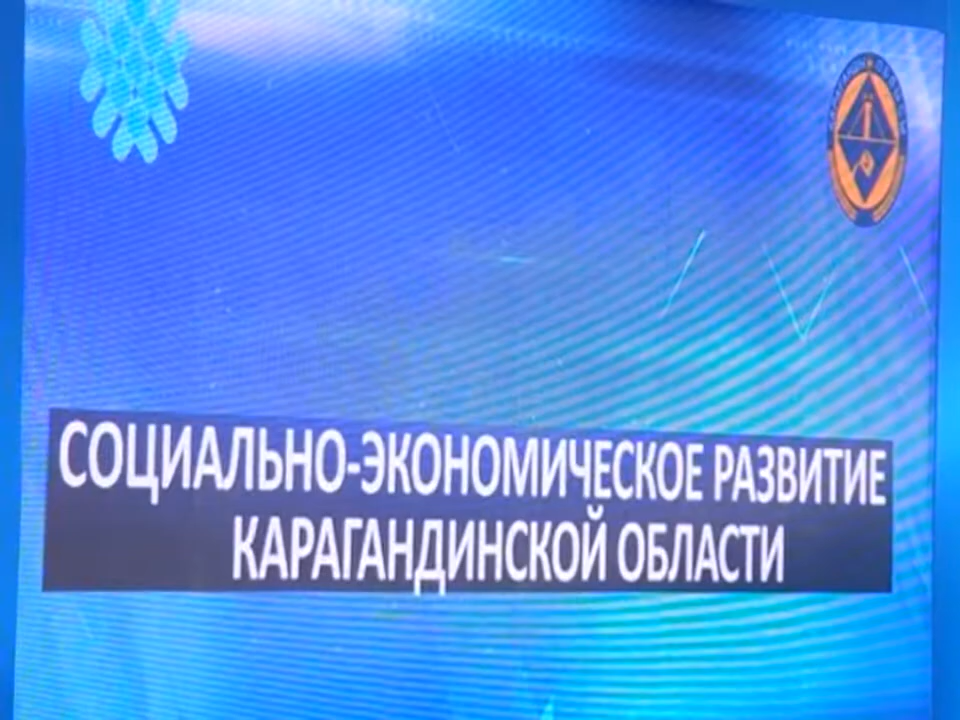 СОЦИАЛЬНО-ЭКОНОМИЧЕСКОЕ РАЗВИТИЕ
КАРАГАНДИНСКОЙ ОБЛАСТИ